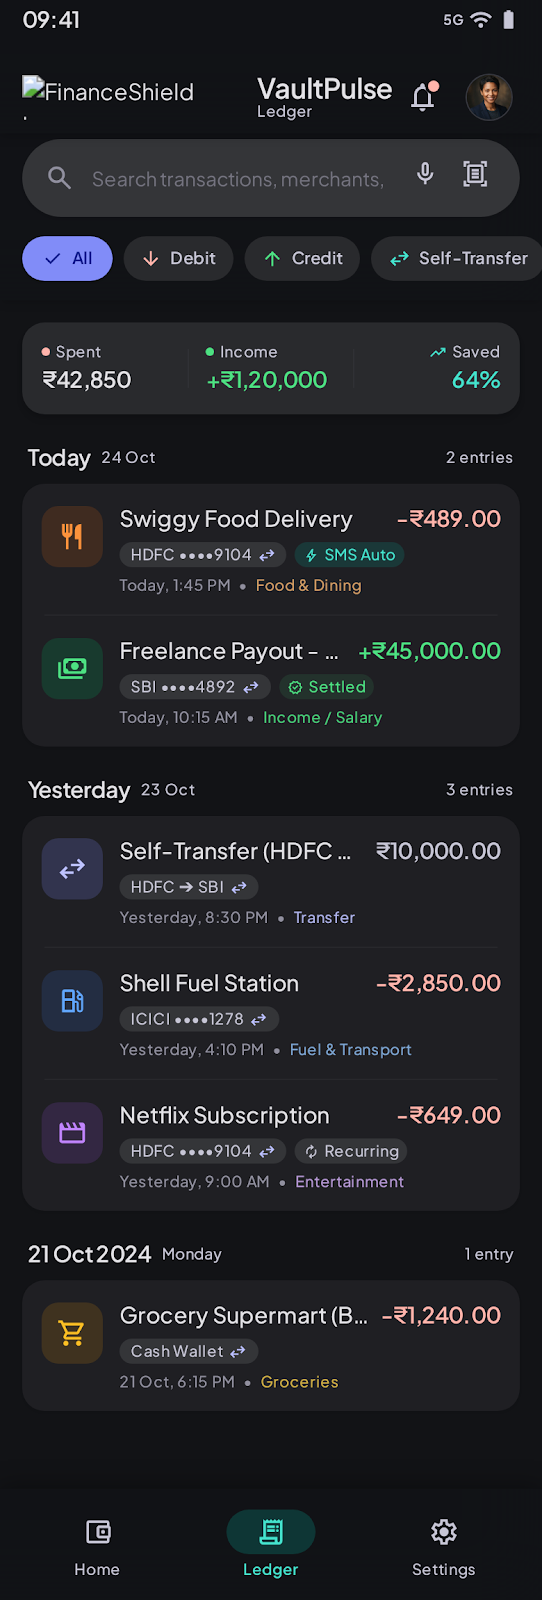 09:41
5G
FinanceShield
.
VaultPulse
Ledger
Search transactions, merchants,
All
Debit
Credit
Self-Transfer
Spent
₹42,850
Income
+₹1,20,000
Saved
64%
Today 24 Oct
2 entries
Swiggy Food Delivery
-₹489.00
HDFC ••••9104
SMS Auto
Today, 1:45 PM • Food & Dining
Freelance Payout - ...
+₹45,000.00
SBI ••••4892
Settled
Today, 10:15 AM • Income / Salary
Yesterday 23 Oct
3 entries
Self-Transfer (HDFC ...
₹10,000.00
HDFC → SBI
Yesterday, 8:30 PM • Transfer
Shell Fuel Station
-₹2,850.00
ICICI ••••1278
Yesterday, 4:10 PM • Fuel & Transport
Netflix Subscription
-₹649.00
HDFC ••••9104
Recurring
Yesterday, 9:00 AM • Entertainment
21 Oct 2024 Monday
1 entry
Grocery Supermart (B...
-₹1,240.00
Cash Wallet
21 Oct, 6:15 PM • Groceries
Home
Ledger
Settings